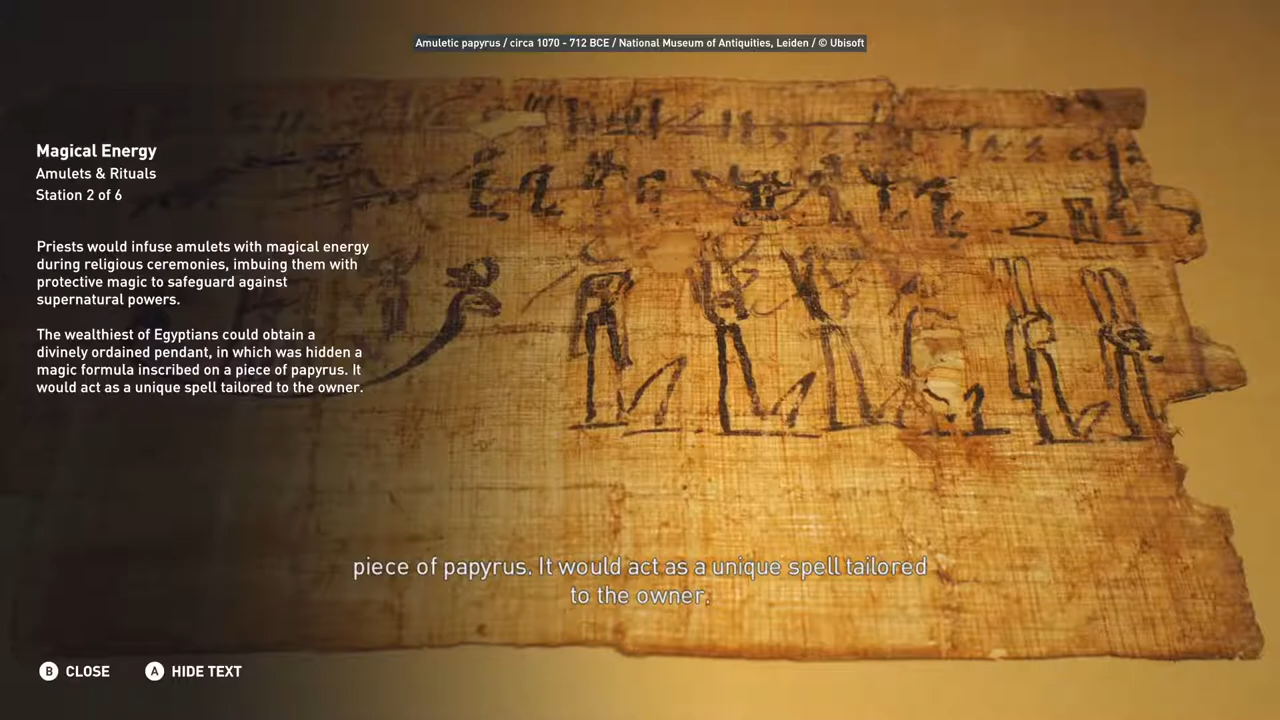 Amuletic papyrus / circa 1070 - 712 BCE / National Museum of Antiquities, Leiden / © Ubisoft
Magical Energy
Amulets & Rituals
Station 2 of 6
Priests would infuse amulets with magical energy
during religious ceremonies, imbuing them with
protective magic to safeguard against
supernatural powers.
The wealthiest of Egyptians could obtain a
divinely ordained pendant, in which was hidden a
magic formula inscribed on a piece of papyrus. It
would act as a unique spell tailored to the owner.
piece of papyrus. It would act as a unique spell tailored
to the owner.
B CLOSE A HIDE TEXT